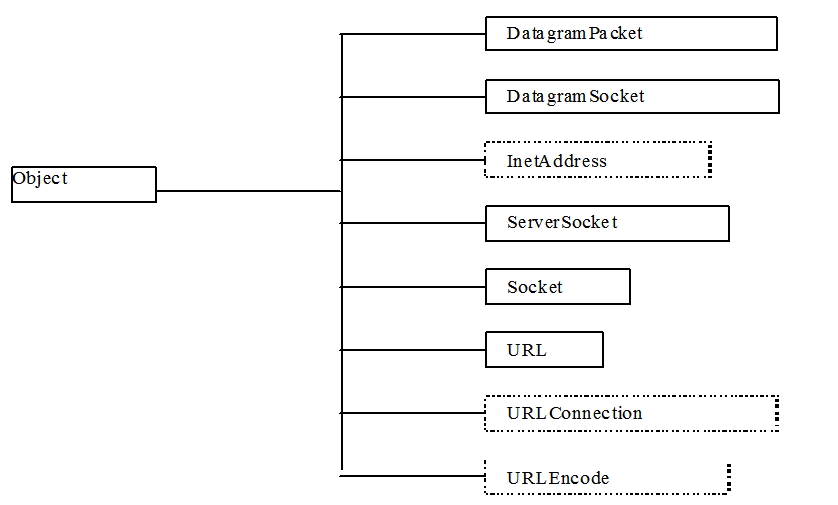 DatagramPacket
DatagramSocket
InetAddress
Object
ServerSocket
Socket
URL
URLConnection
URLEncode